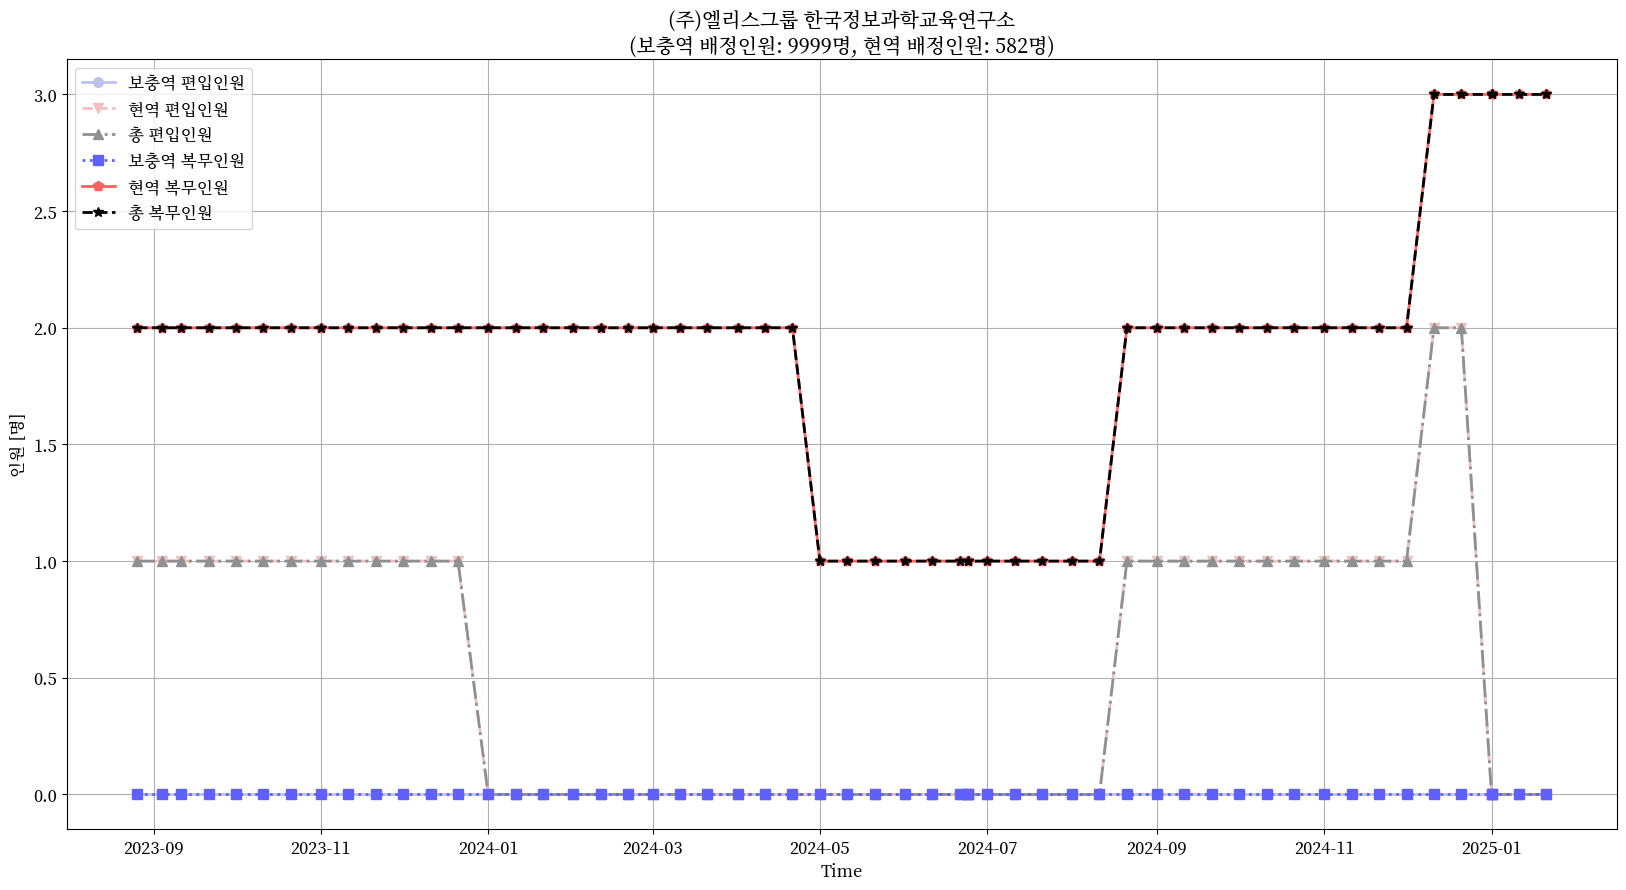 (주)엘리스그룹 한국정보과학교육연구소
(보충역 배정인원: 9999명, 현역 배정인원: 582명)
보충역 편입인원
현역 편입인원
총 편입인원
보충역 복무인원
현역 복무인원
총 복무인원
3.0
2.5
2.0
1.5
1.0
0.5
0.0
인원 [명]
2023-09
2023-11
2024-01
2024-03
2024-05
2024-07
2024-09
2024-11
2025-01
Time